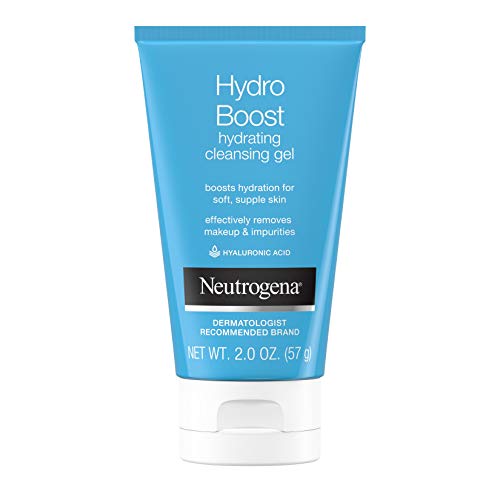 Hydro
Boost
hydrating
cleansing gel
boosts hydration for
soft, supple skin
effectively removes
makeup & impurities
HYALURONIC ACID
Neutrogena®
DERMATOLOGIST
RECOMMENDED BRAND
NET WT. 2.0 OZ. (57 g)